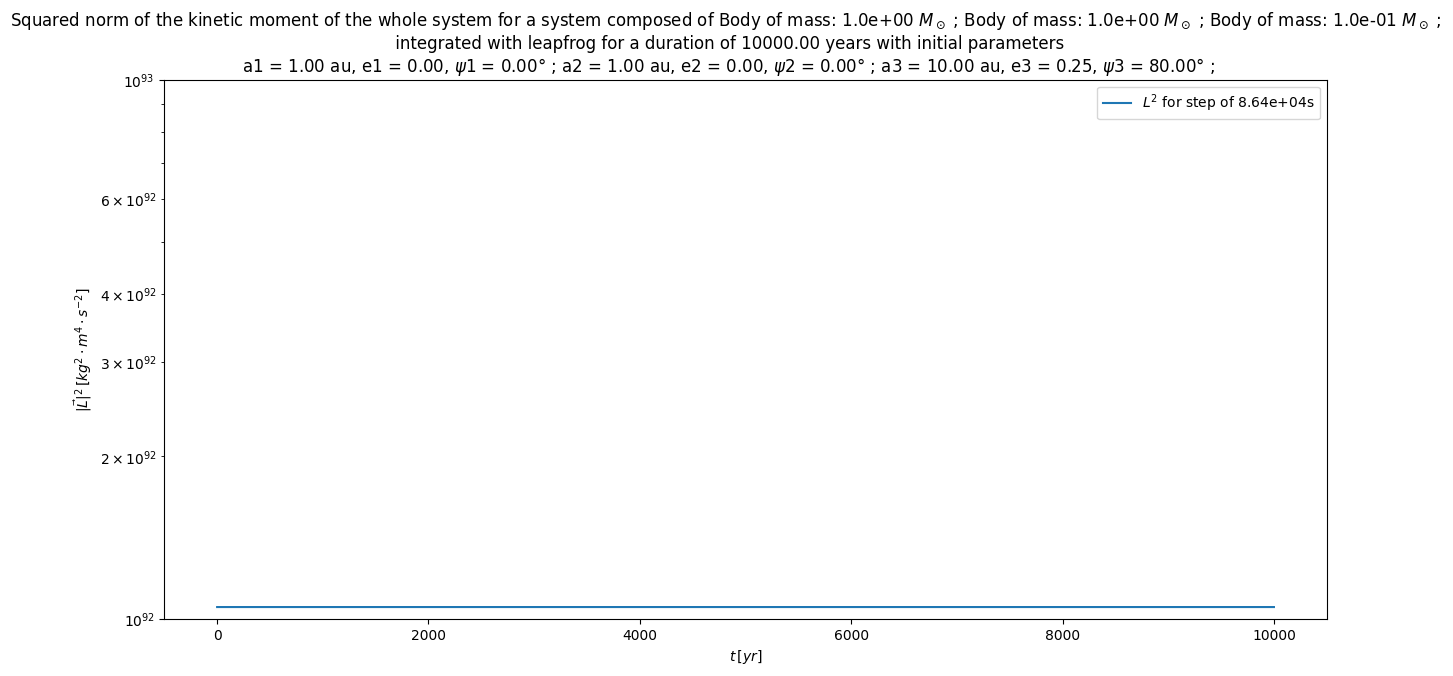 Squared norm of the kinetic moment of the whole system for a system composed of Body of mass: 1.0e+00 $M_\odot$ ; Body of mass: 1.0e+00 $M_\odot$ ; Body of mass: 1.0e-01 $M_\odot$ ;
integrated with leapfrog for a duration of 10000.00 years with initial parameters
a1 = 1.00 au, e1 = 0.00, ψ1 = 0.00° ; a2 = 1.00 au, e2 = 0.00, ψ2 = 0.00° ; a3 = 10.00 au, e3 = 0.25, ψ3 = 80.00° ;
$L^2$ for step of 8.64e+04s
$10^{93}$
$6 \times 10^{92}$
$4 \times 10^{92}$
$3 \times 10^{92}$
$2 \times 10^{92}$
$10^{92}$
$|\vec{L}|^2 \, [kg^2 \cdot m^4 \cdot s^{-2}]$
0 2000 4000 6000 8000 10000
$t \, [yr]$